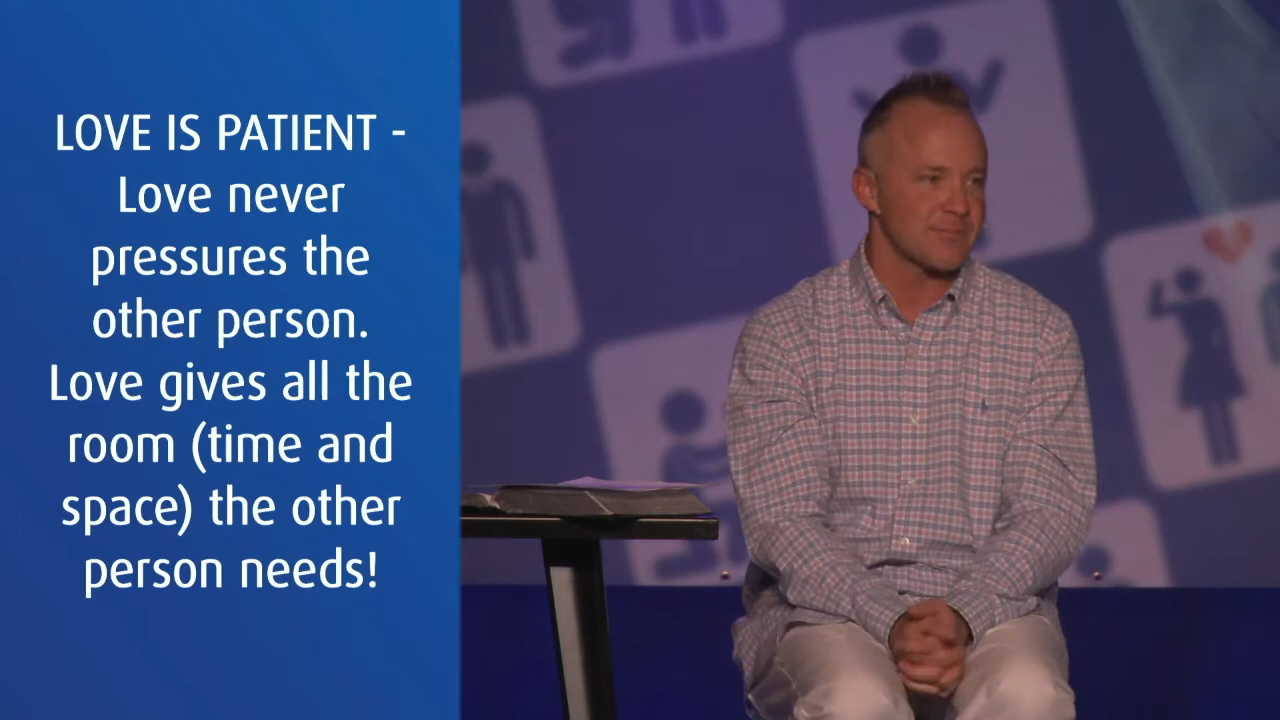 LOVE IS PATIENT -
Love never
pressures the
other person.
Love gives all the
room (time and
space) the other
person needs!